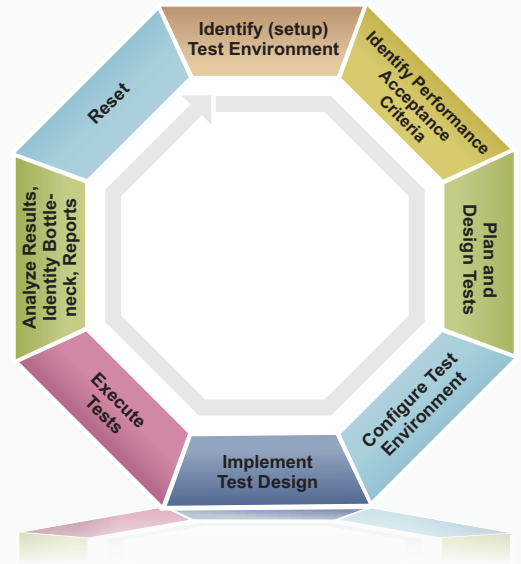 Identify (setup)
Test Environment
Identify Performance
Acceptance
Criteria
Plan and
Design Tests
Configure Test
Environment
Implement
Test Design
Execute
Tests
Analyze Results,
Identity Bottle-
neck, Reports
Reset